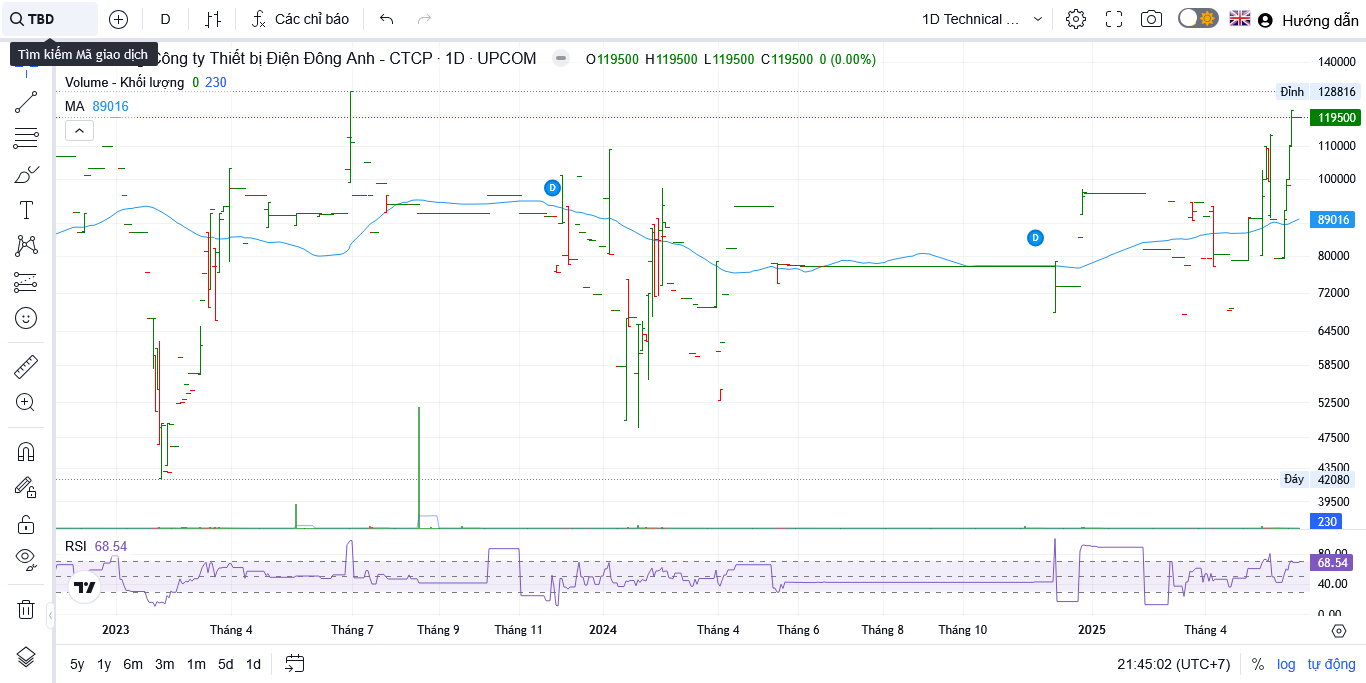 TBD
D
Các chỉ báo
1D Technical ...
Hướng dẫn
Tìm kiếm Mã giao dịch
Công ty Thiết bị Điện Đông Anh - CTCP · 1D · UPCOM
O119500 H119500 L119500 C119500 0 (0.00%)
Volume - Khối lượng 0 230
MA 89016
140000
Đỉnh 128816
119500
110000
100000
89016
80000
72000
64500
58500
52500
47500
43500
Đáy 42080
39500
230
D
D
RSI 68.54
80.00
68.54
40.00
0.00
2023 Tháng 4 Tháng 7 Tháng 9 Tháng 11 2024 Tháng 4 Tháng 6 Tháng 8 Tháng 10 2025 Tháng 4
5y 1y 6m 3m 1m 5d 1d
21:45:02 (UTC+7) % log tự động